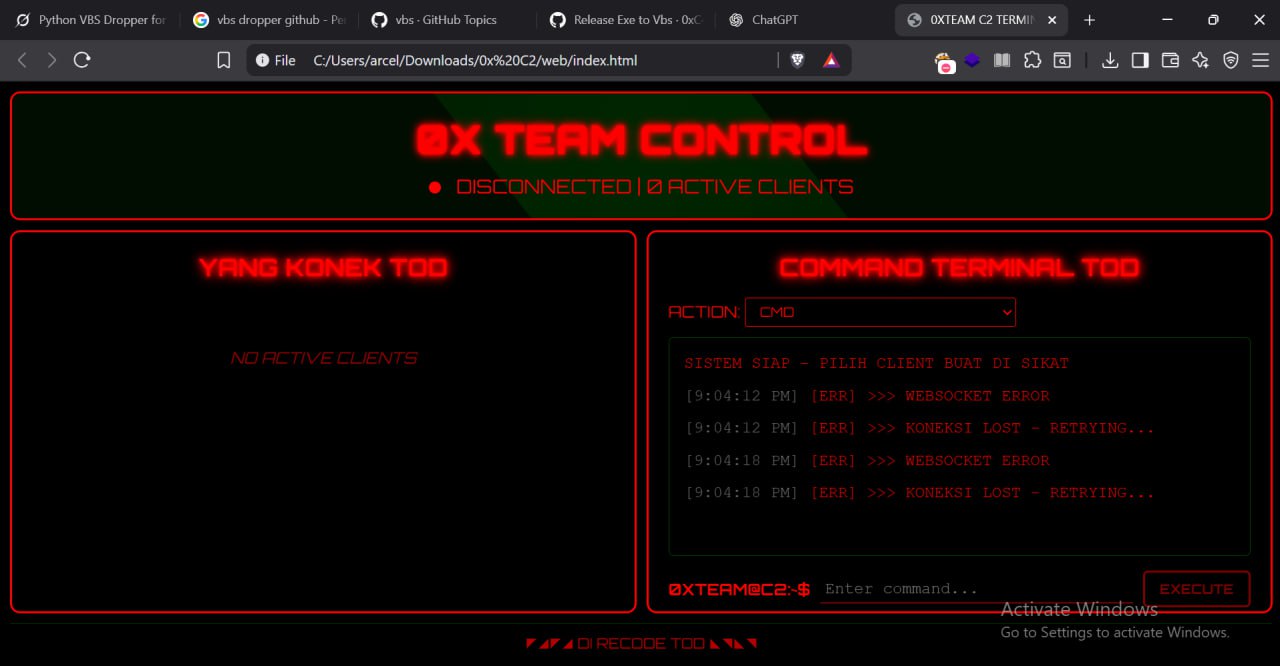 Python VBS Dropper for
vbs dropper github - Pe
vbs · GitHub Topics
Release Exe to Vbs · 0xC
ChatGPT
0XTEAM C2 TERMIN
File C:/Users/arcel/Downloads/0x%20C2/web/index.html
0X TEAM CONTROL
DISCONNECTED | 0 ACTIVE CLIENTS
YANG KONEK TOD
NO ACTIVE CLIENTS
COMMAND TERMINAL TOD
ACTION: CMD
SISTEM SIAP - PILIH CLIENT BUAT DI SIKAT
[9:04:12 PM] [ERR] >>> WEBSOCKET ERROR
[9:04:12 PM] [ERR] >>> KONEKSI LOST - RETRYING...
[9:04:18 PM] [ERR] >>> WEBSOCKET ERROR
[9:04:18 PM] [ERR] >>> KONEKSI LOST - RETRYING...
0XTEAM@C2:~$ Enter command... EXECUTE
Activate Windows
Go to Settings to activate Windows.
◤◢◤◢ DI RECODE TOD ◣◥◣◥